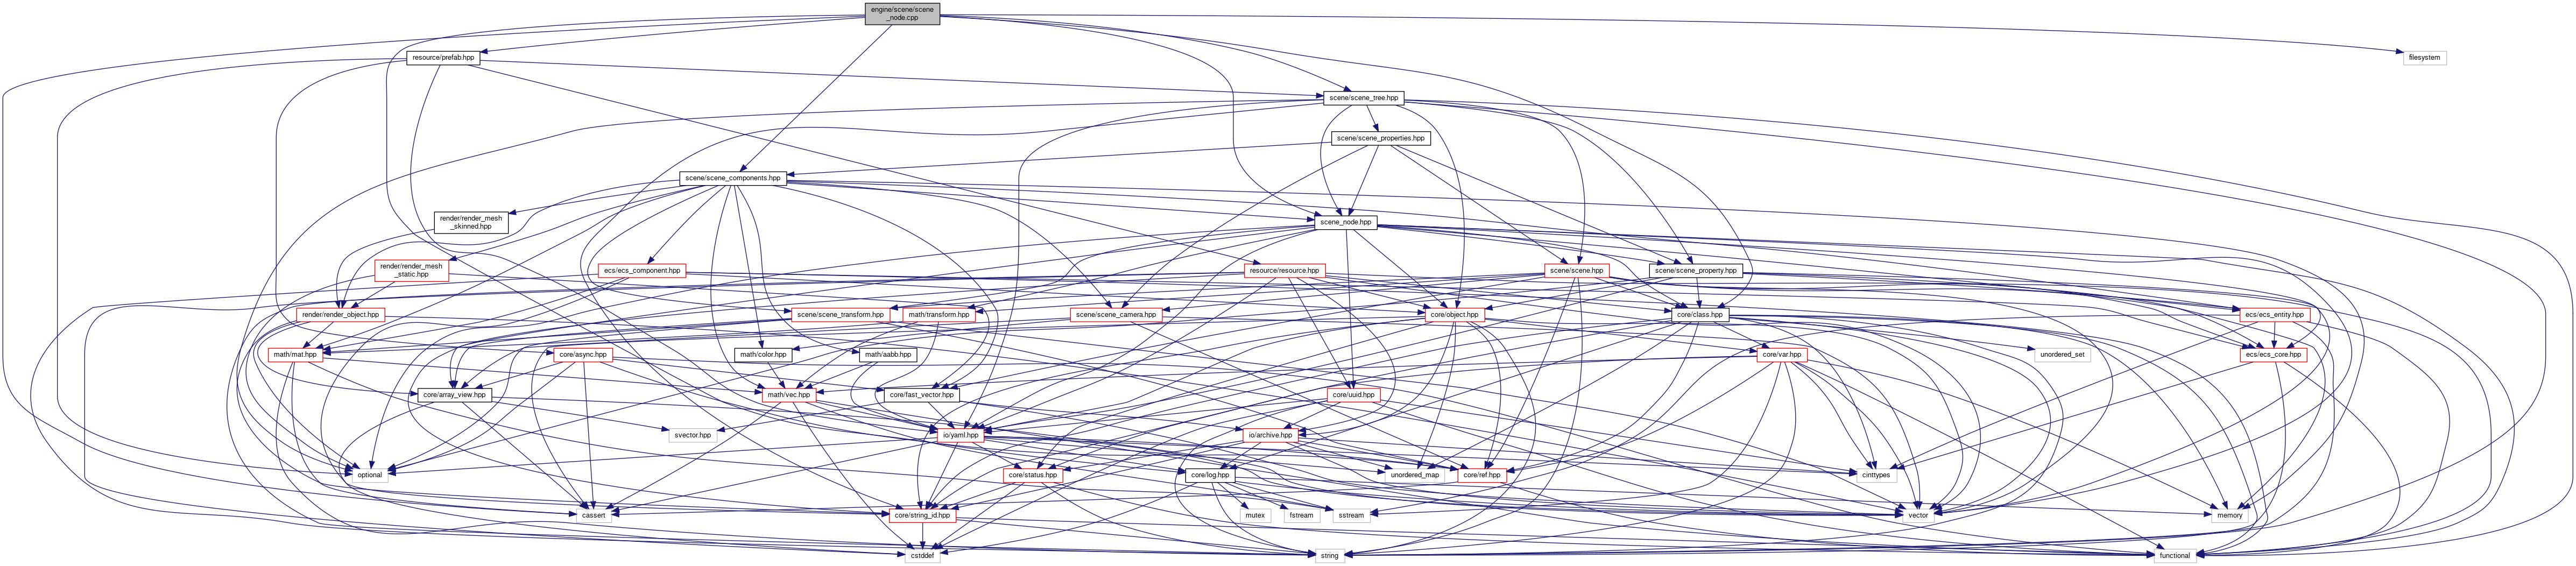 engine/scene/scene
_node.cpp
resource/prefab.hpp
filesystem
scene/scene_tree.hpp
scene/scene_properties.hpp
scene/scene_components.hpp
render/render_mesh
_skinned.hpp
scene_node.hpp
render/render_mesh
_static.hpp
ecs/ecs_component.hpp
resource/resource.hpp
scene/scene.hpp
scene/scene_property.hpp
render/render_object.hpp
scene/scene_transform.hpp
math/transform.hpp
scene/scene_camera.hpp
core/object.hpp
core/class.hpp
ecs/ecs_entity.hpp
math/mat.hpp
core/async.hpp
math/color.hpp
math/aabb.hpp
core/var.hpp
unordered_set
ecs/ecs_core.hpp
core/array_view.hpp
math/vec.hpp
core/fast_vector.hpp
core/uuid.hpp
svector.hpp
io/yaml.hpp
io/archive.hpp
optional
core/status.hpp
core/log.hpp
unordered_map
core/ref.hpp
cinttypes
cassert
core/string_id.hpp
mutex
fstream
sstream
vector
memory
cstddef
string
functional